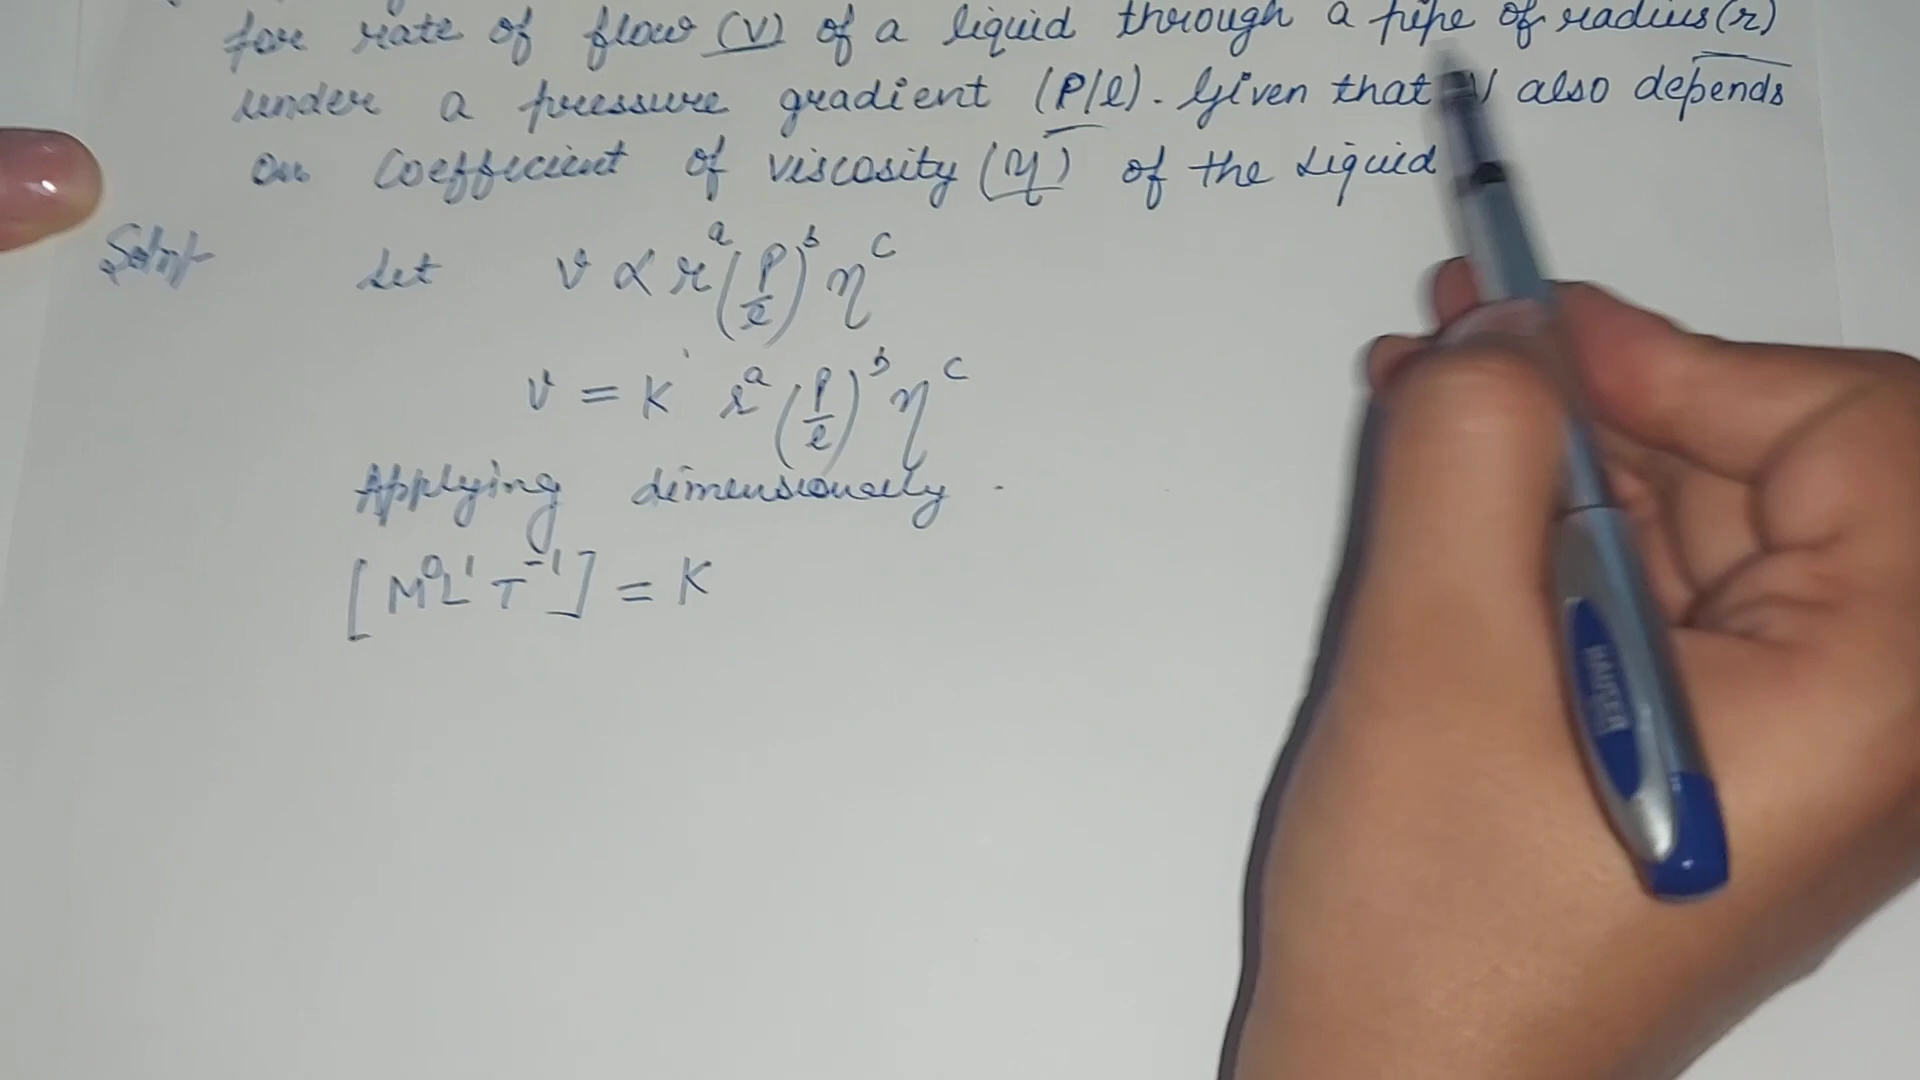 for rate of flow (V) of a liquid through a pipe of radius (r)
under a pressure gradient (P/l). Given that V also depends
on Coefficient of viscosity (η) of the Liquid
Soln
Let v ∝ r^a (P/l)^b η^c
v = K r^a (P/l)^b η^c
Applying dimensionally.
[M^0 L^1 T^-1] = K